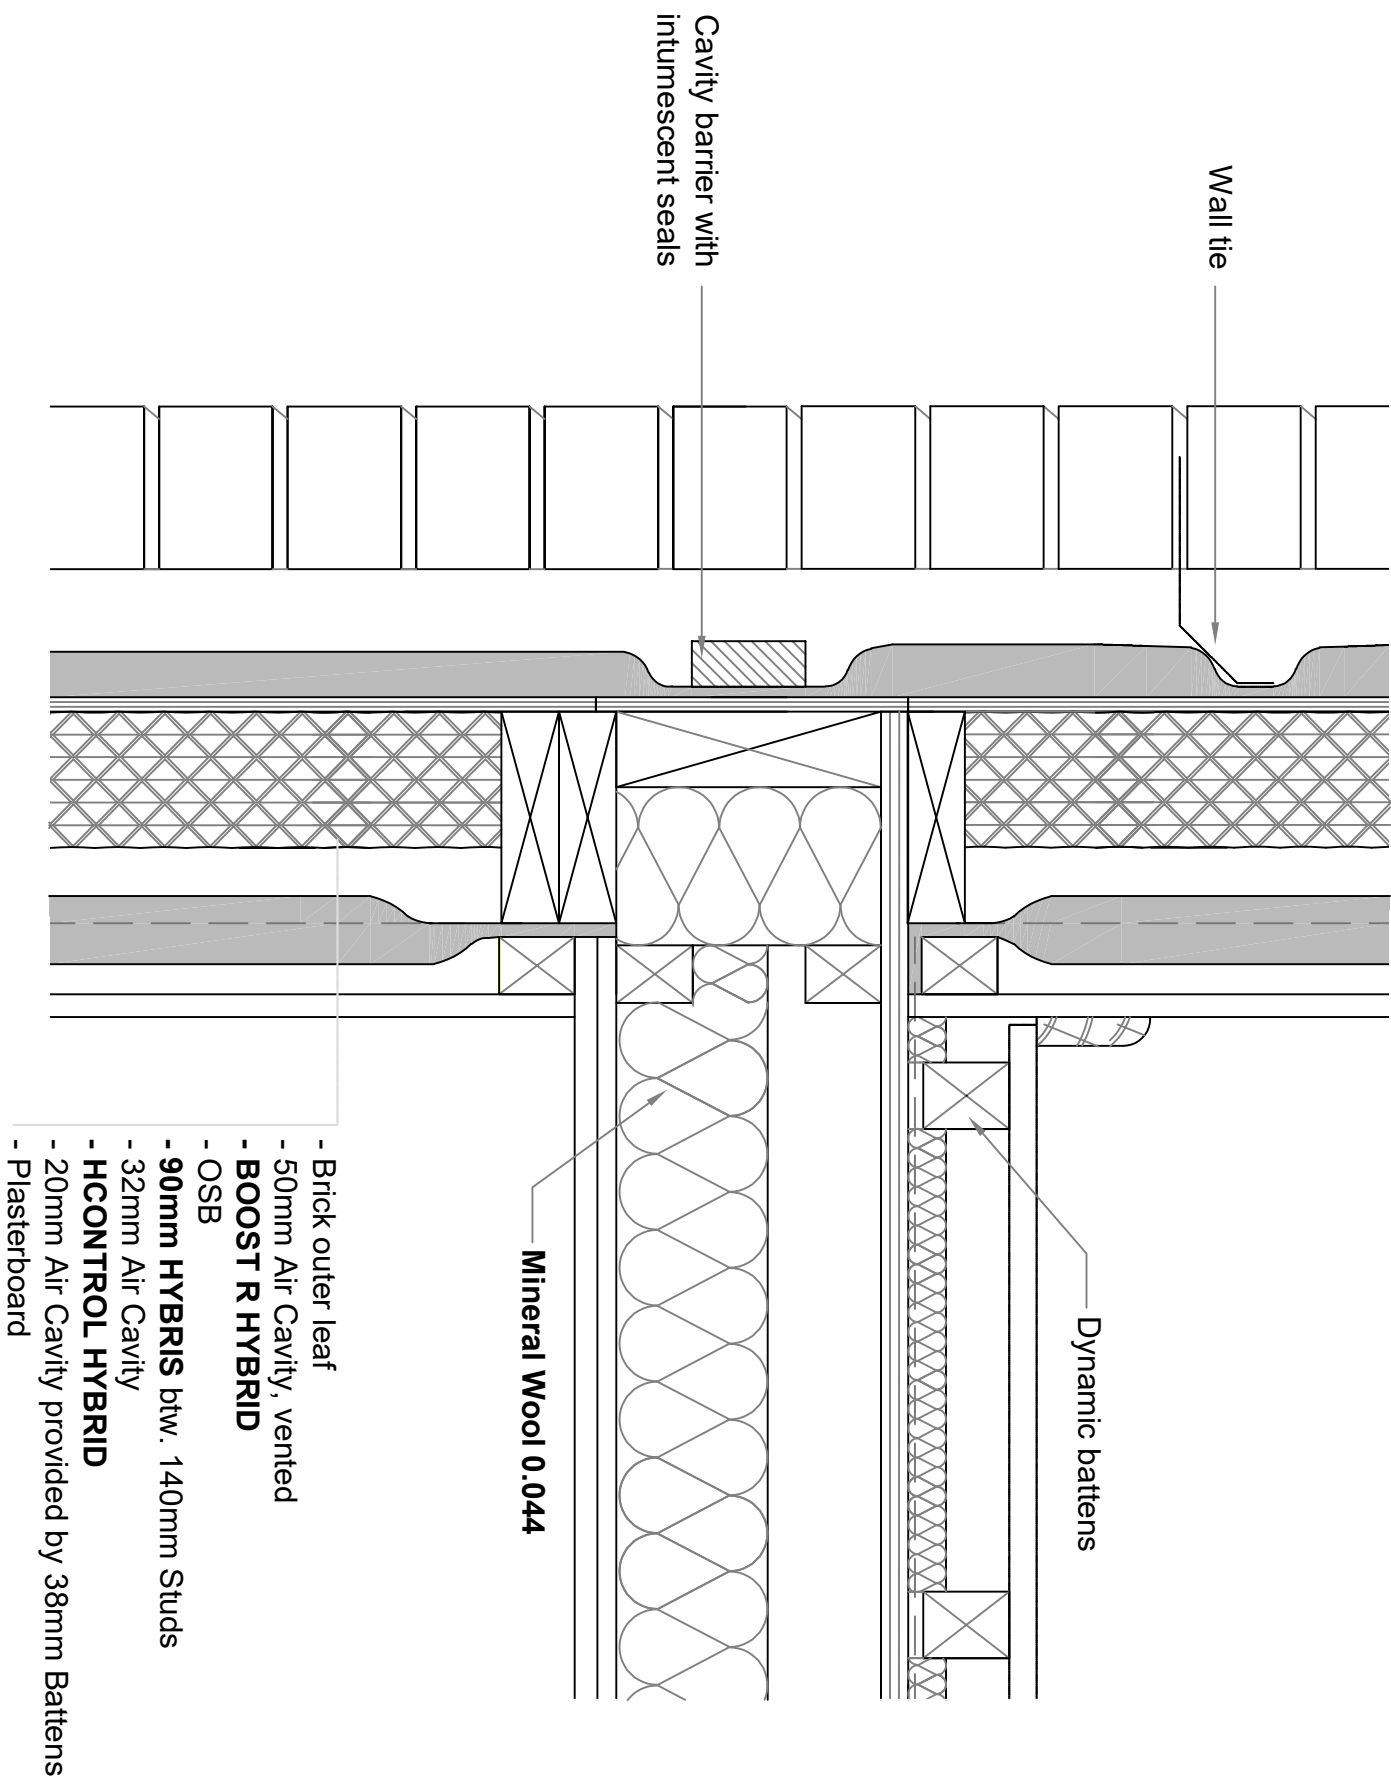 Wall tie
Cavity barrier with
intumescent seals
Dynamic battens
Mineral Wool 0.044
- Brick outer leaf
- 50mm Air Cavity, vented
- BOOST R HYBRID
- OSB
- 90mm HYBRIS btw. 140mm Studs
- 32mm Air Cavity
- HCONTROL HYBRID
- 20mm Air Cavity provided by 38mm Battens
- Plasterboard